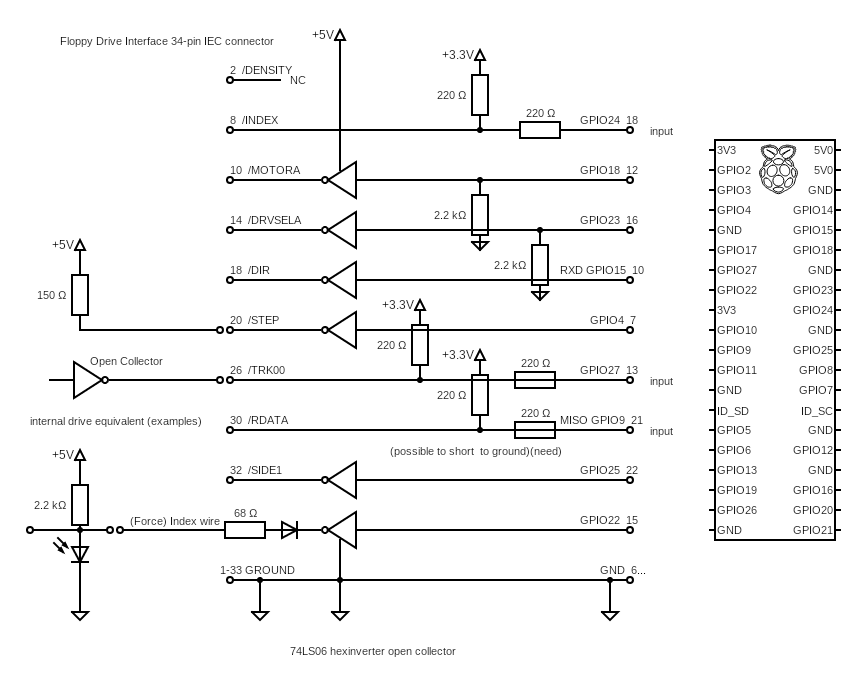 Floppy Drive Interface 34-pin IEC connector
+5V
+3.3V
2 /DENSITY
NC
220 Ω
220 Ω
8 /INDEX
GPIO24 18
input
10 /MOTORA
GPIO18 12
2.2 kΩ
14 /DRVSELA
GPIO23 16
+5V
2.2 kΩ
18 /DIR
RXD GPIO15 10
150 Ω
+3.3V
20 /STEP
GPIO4 7
220 Ω
+3.3V
Open Collector
220 Ω
26 /TRK00
GPIO27 13
input
220 Ω
220 Ω
internal drive equivalent (examples)
30 /RDATA
MISO GPIO9 21
input
+5V
(possible to short to ground)(need)
32 /SIDE1
GPIO25 22
2.2 kΩ
68 Ω
(Force) Index wire
GPIO22 15
1-33 GROUND
GND 6...
74LS06 hexinverter open collector
3V3 5V0
GPIO2 5V0
GPIO3 GND
GPIO4 GPIO14
GND GPIO15
GPIO17 GPIO18
GPIO27 GND
GPIO22 GPIO23
3V3 GPIO24
GPIO10 GND
GPIO9 GPIO25
GPIO11 GPIO8
GND GPIO7
ID_SD ID_SC
GPIO5 GND
GPIO6 GPIO12
GPIO13 GND
GPIO19 GPIO16
GPIO26 GPIO20
GND GPIO21